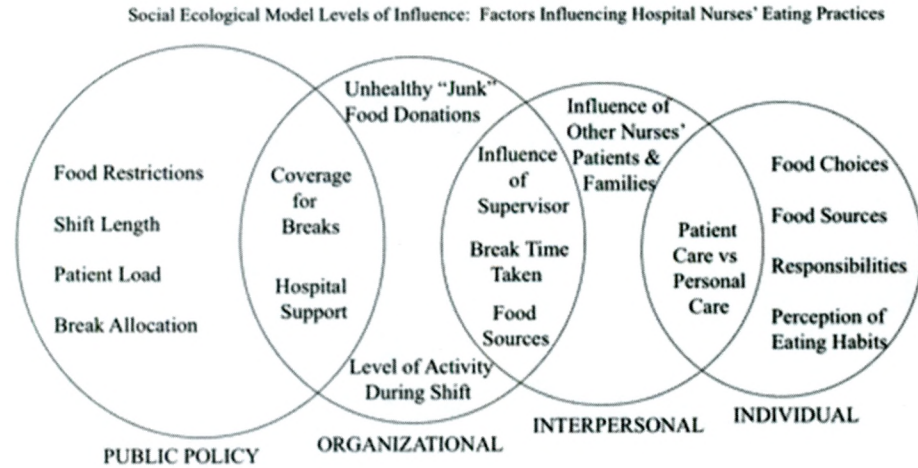 Social Ecological Model Levels of Influence: Factors Influencing Hospital Nurses' Eating Practices
Food Restrictions
Shift Length
Patient Load
Break Allocation
PUBLIC POLICY
Coverage
for
Breaks
Hospital
Support
Unhealthy "Junk"
Food Donations
Level of Activity
During Shift
ORGANIZATIONAL
Influence
of
Supervisor
Break Time
Taken
Food
Sources
Influence of
Other Nurses'
Patients &
Families
INTERPERSONAL
Patient
Care vs
Personal
Care
Food Choices
Food Sources
Responsibilities
Perception of
Eating Habits
INDIVIDUAL